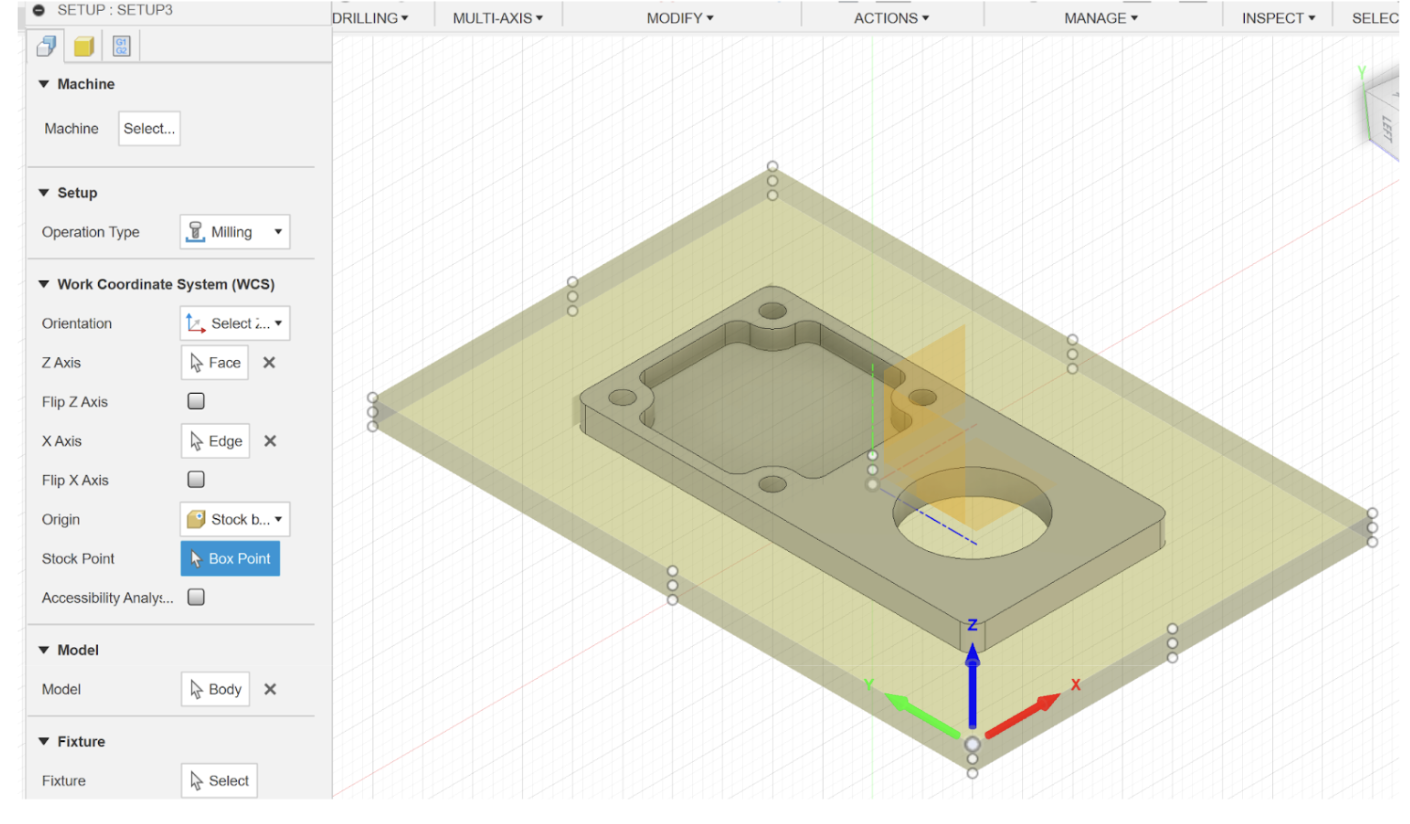 SETUP : SETUP3
DRILLING MULTI-AXIS MODIFY ACTIONS MANAGE INSPECT SELEC
G1
G2
Machine
Machine Select...
Setup
Operation Type Milling
Work Coordinate System (WCS)
Orientation Select Z...
Z Axis Face
Flip Z Axis
X Axis Edge
Flip X Axis
Origin Stock b...
Stock Point Box Point
Accessibility Analys...
Model
Model Body
Fixture
Fixture Select
Y
LEFT
Z
Y
X